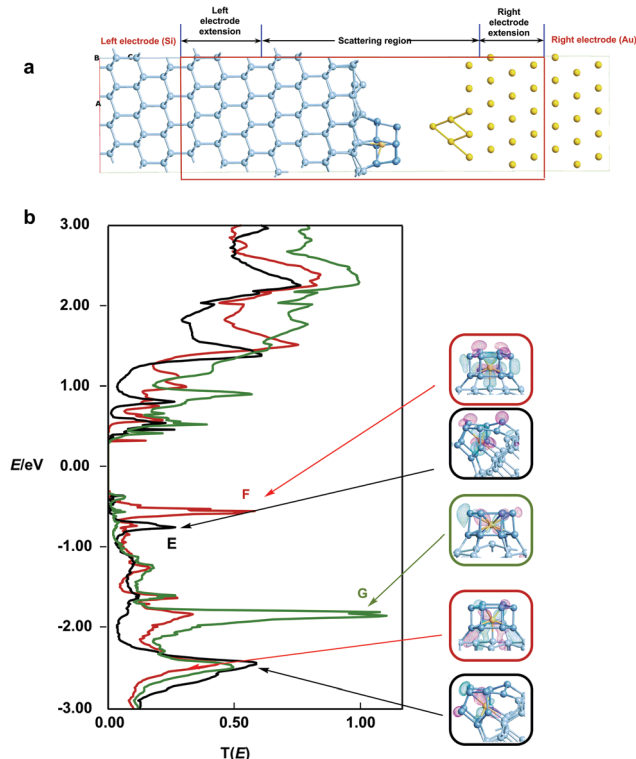 Left
electrode
extension
Right
electrode
extension
Left electrode (Si)
Scattering region
Right electrode (Au)
a
B
C
A
b
3.00
2.00
1.00
E/eV
0.00
F
E
-1.00
G
-2.00
-3.00
0.00 0.50 1.00
T(E)